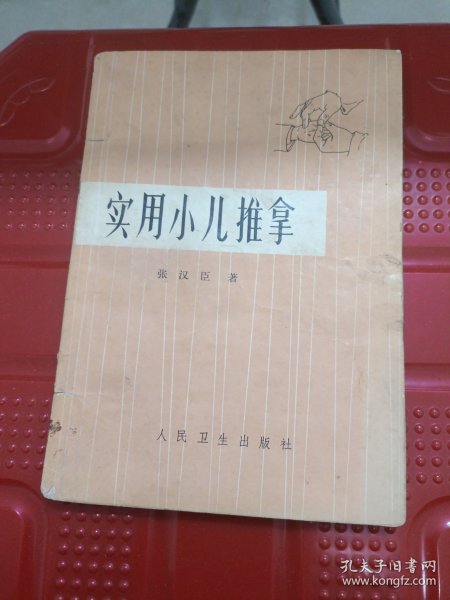 实用小儿推拿
张汉臣 著
人民卫生出版社
孔夫子旧书网
www.kongfz.com